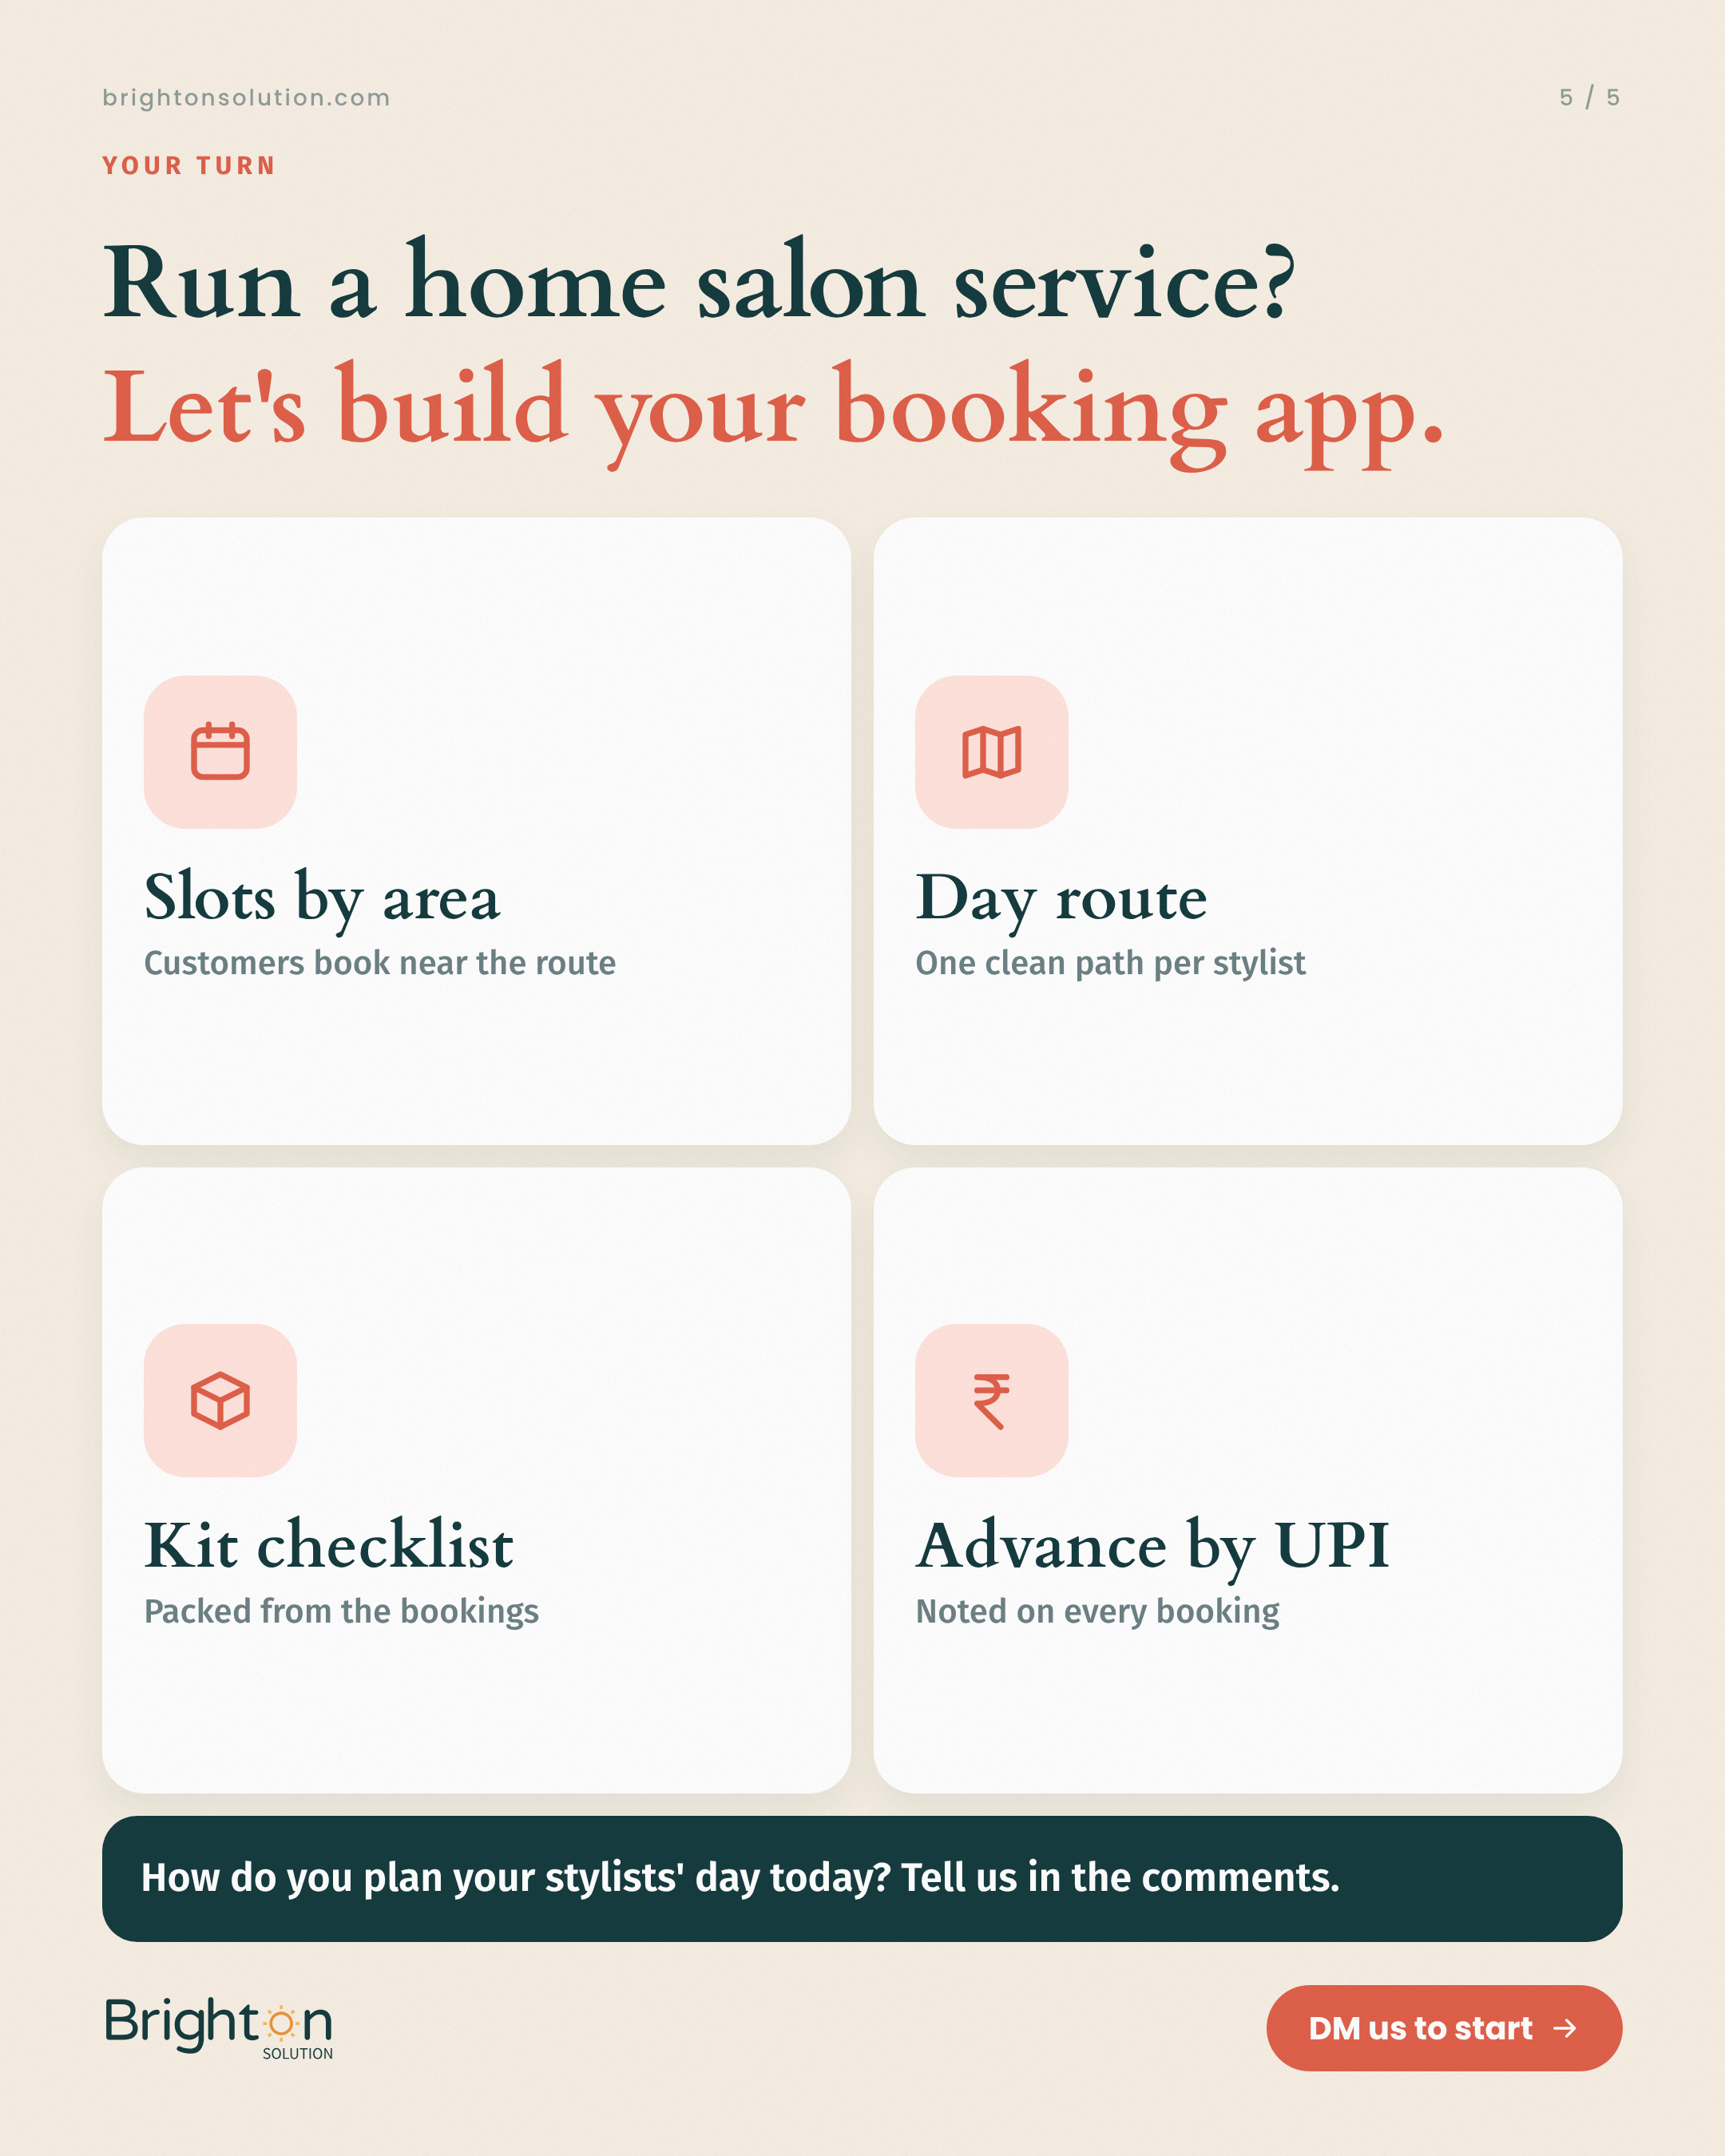 brightonsolution.com
5 / 5
YOUR TURN
Run a home salon service?
Let's build your booking app.
Slots by area
Customers book near the route
Day route
One clean path per stylist
Kit checklist
Packed from the bookings
₹
Advance by UPI
Noted on every booking
How do you plan your stylists' day today? Tell us in the comments.
Brighton
SOLUTION
DM us to start →